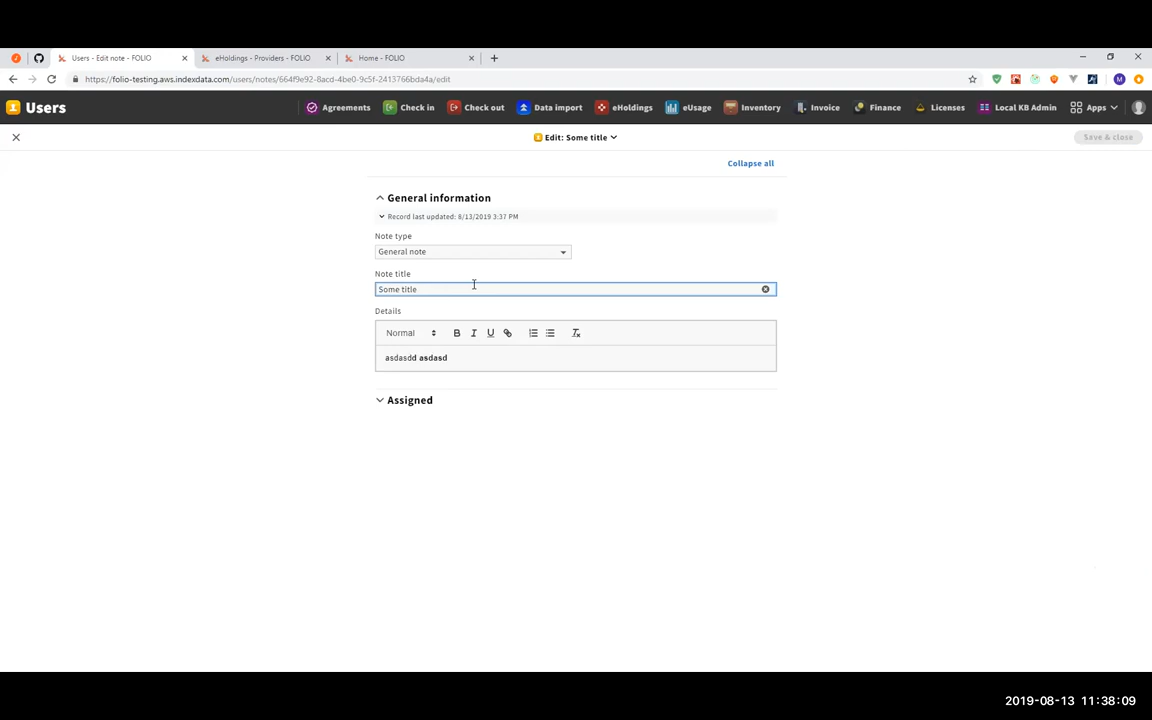 Users - Edit note - FOLIO
eHoldings - Providers - FOLIO
Home - FOLIO
https://folio-testing.aws.indexdata.com/users/notes/664f9e92-8acd-4be0-9c5f-2413766bda4a/edit
M
Users
Agreements
Check in
Check out
Data import
eHoldings
eUsage
Inventory
Invoice
Finance
Licenses
Local KB Admin
Apps
Edit: Some title
Save & close
Collapse all
General information
Record last updated: 8/13/2019 3:37 PM
Note type
General note
Note title
Some title
Details
Normal
B I U
asdasdd asdasd
Assigned
2019-08-13 11:38:09